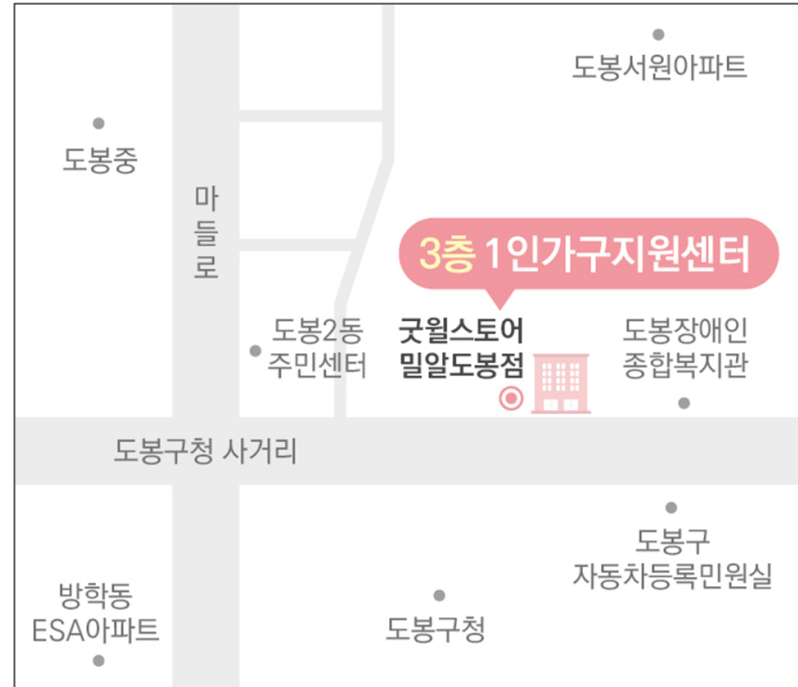 도봉서원아파트
도봉중
마들로
3층 1인가구지원센터
도봉2동
주민센터
굿윌스토어
밀알도봉점
도봉장애인
종합복지관
도봉구청 사거리
도봉구
자동차등록민원실
방학동
ESA아파트
도봉구청